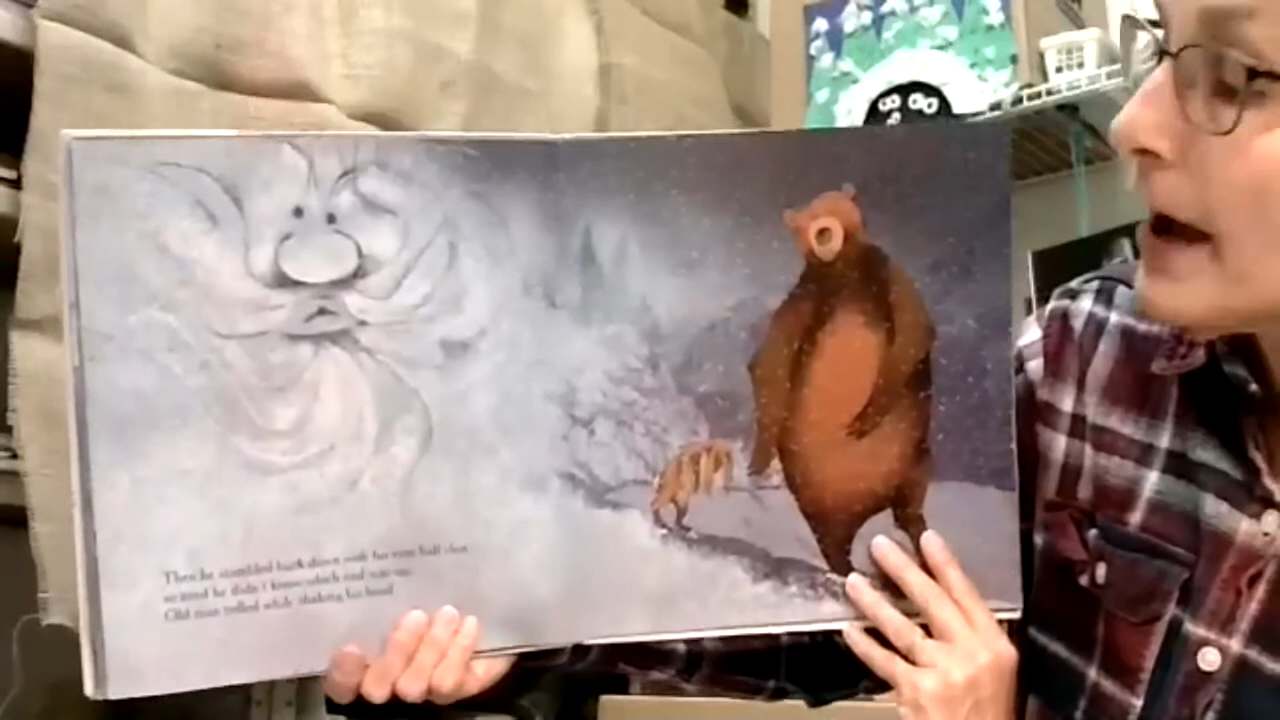 Then he stumbled back down with his eyes half shut
so tired he didn't know which end was up.
Old man rolled while shaking his head